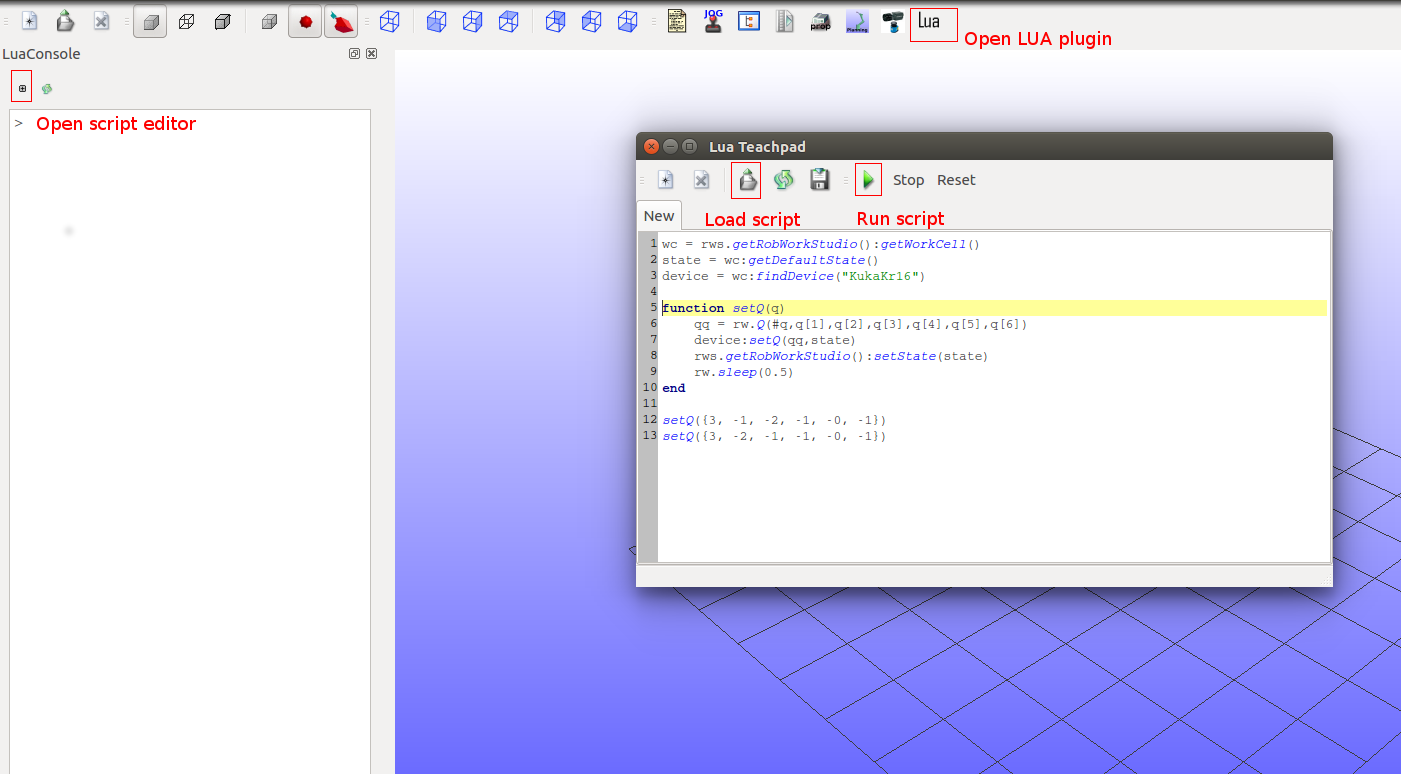 JOG
prop
Planning
Lua
Open LUA plugin
LuaConsole
> Open script editor
Lua Teachpad
Stop Reset
New
Load script
Run script
1 wc = rws.getRobWorkStudio():getWorkCell()
2 state = wc:getDefaultState()
3 device = wc:findDevice("KukaKr16")
4
5 function setQ(q)
6 qq = rw.Q(#q,q[1],q[2],q[3],q[4],q[5],q[6])
7 device:setQ(qq,state)
8 rws.getRobWorkStudio():setState(state)
9 rw.sleep(0.5)
10 end
11
12 setQ({3, -1, -2, -1, -0, -1})
13 setQ({3, -2, -1, -1, -0, -1})